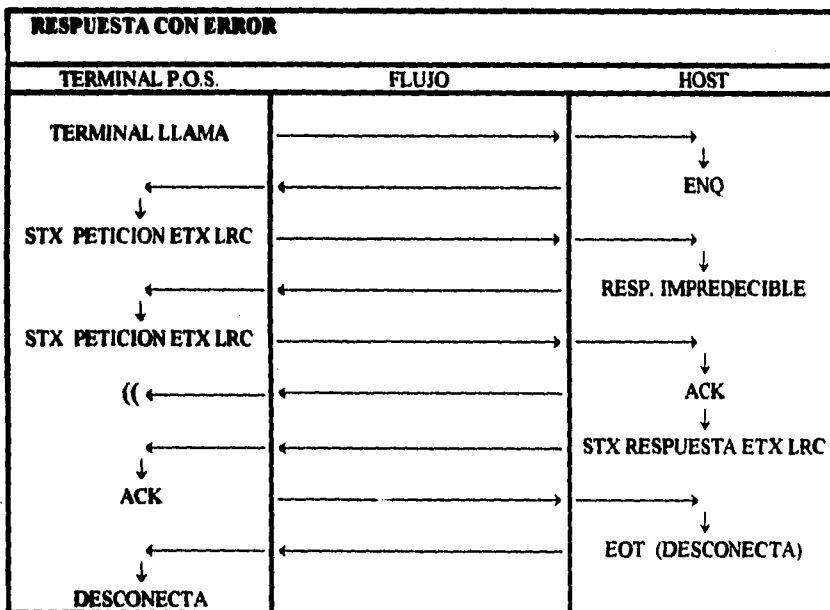 RESPUESTA CON ERROR
TERMINAL P.O.S. FLUJO HOST
TERMINAL LLAMA
ENQ
STX PETICION ETX LRC
RESP. IMPREDECIBLE
STX PETICION ETX LRC
(( ACK
STX RESPUESTA ETX LRC
ACK
EOT (DESCONECTA)
DESCONECTA